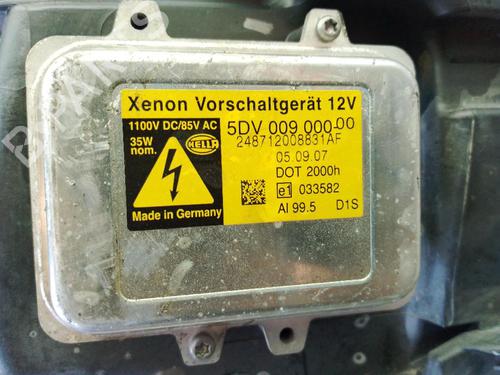 Xenon Vorschaltgerät 12V
1100V DC/85V AC
35W
nom.
HELLA
5DV 009 000-00
248712008831AF
05.09.07
DOT 2000h
e1 033582
Made in Germany
Al 99.5 D1S